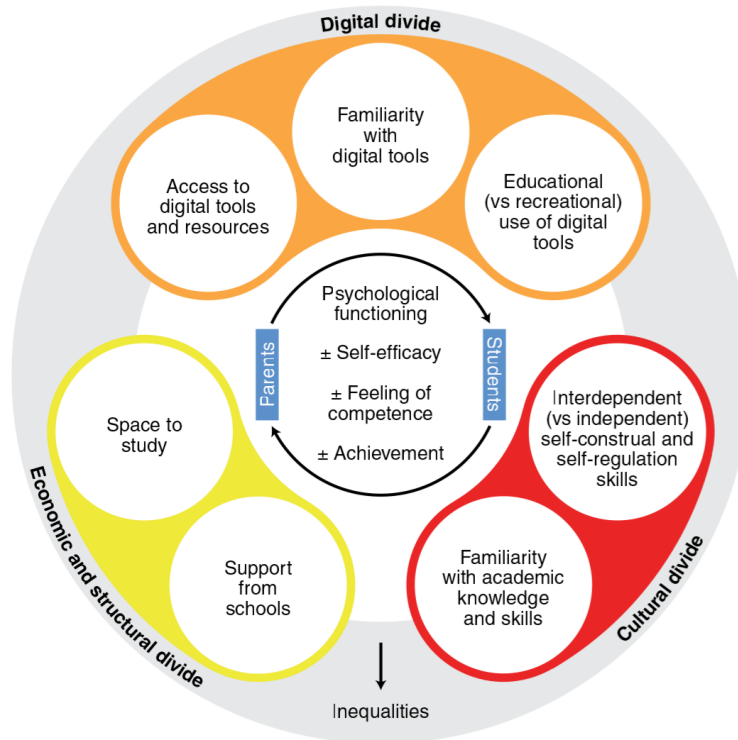 Digital divide
Familiarity
with
digital tools
Access to
digital tools
and resources
Educational
(vs recreational)
use of digital
tools
Psychological
functioning
± Self-efficacy
± Feeling of
competence
± Achievement
Parents
Students
Space to
study
Support
from
schools
Economic and structural divide
Interdependent
(vs independent)
self-construal and
self-regulation
skills
Familiarity
with academic
knowledge
and skills
Cultural divide
Inequalities